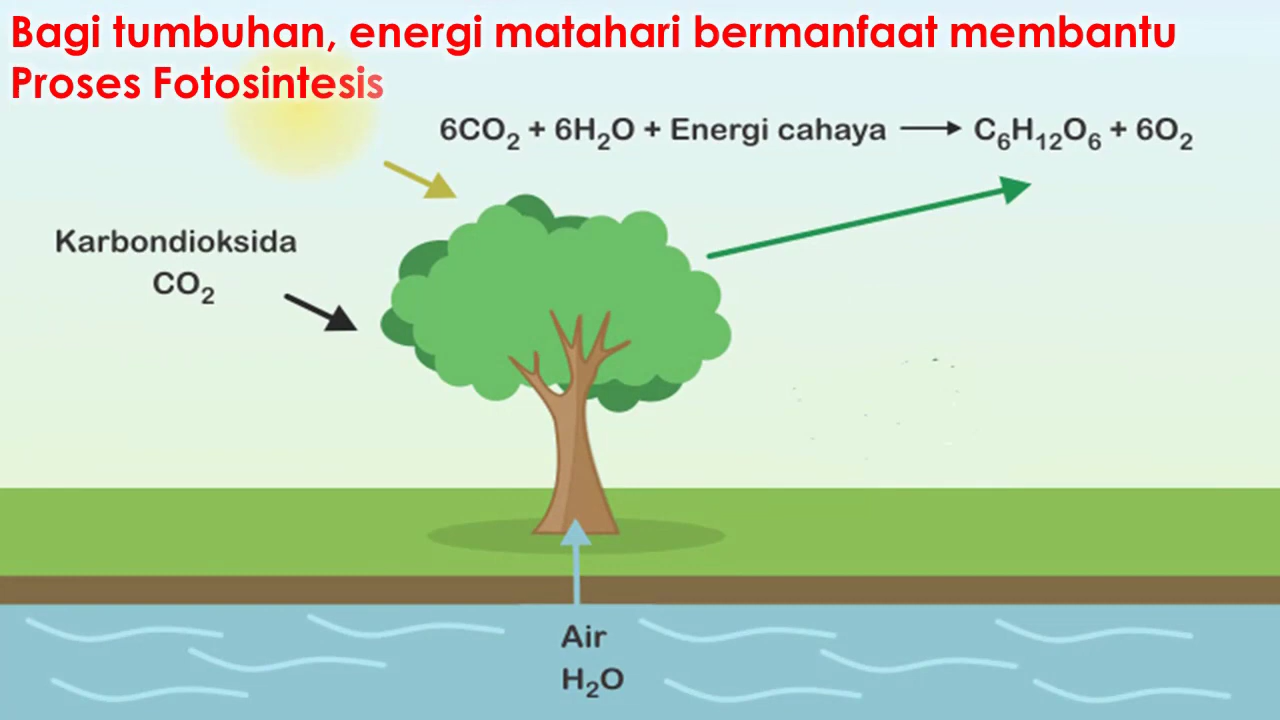 Bagi tumbuhan, energi matahari bermanfaat membantu
Proses Fotosintesis
6CO₂ + 6H₂O + Energi cahaya ⟶ C₆H₁₂O₆ + 6O₂
Karbondioksida
CO₂
Air
H₂O